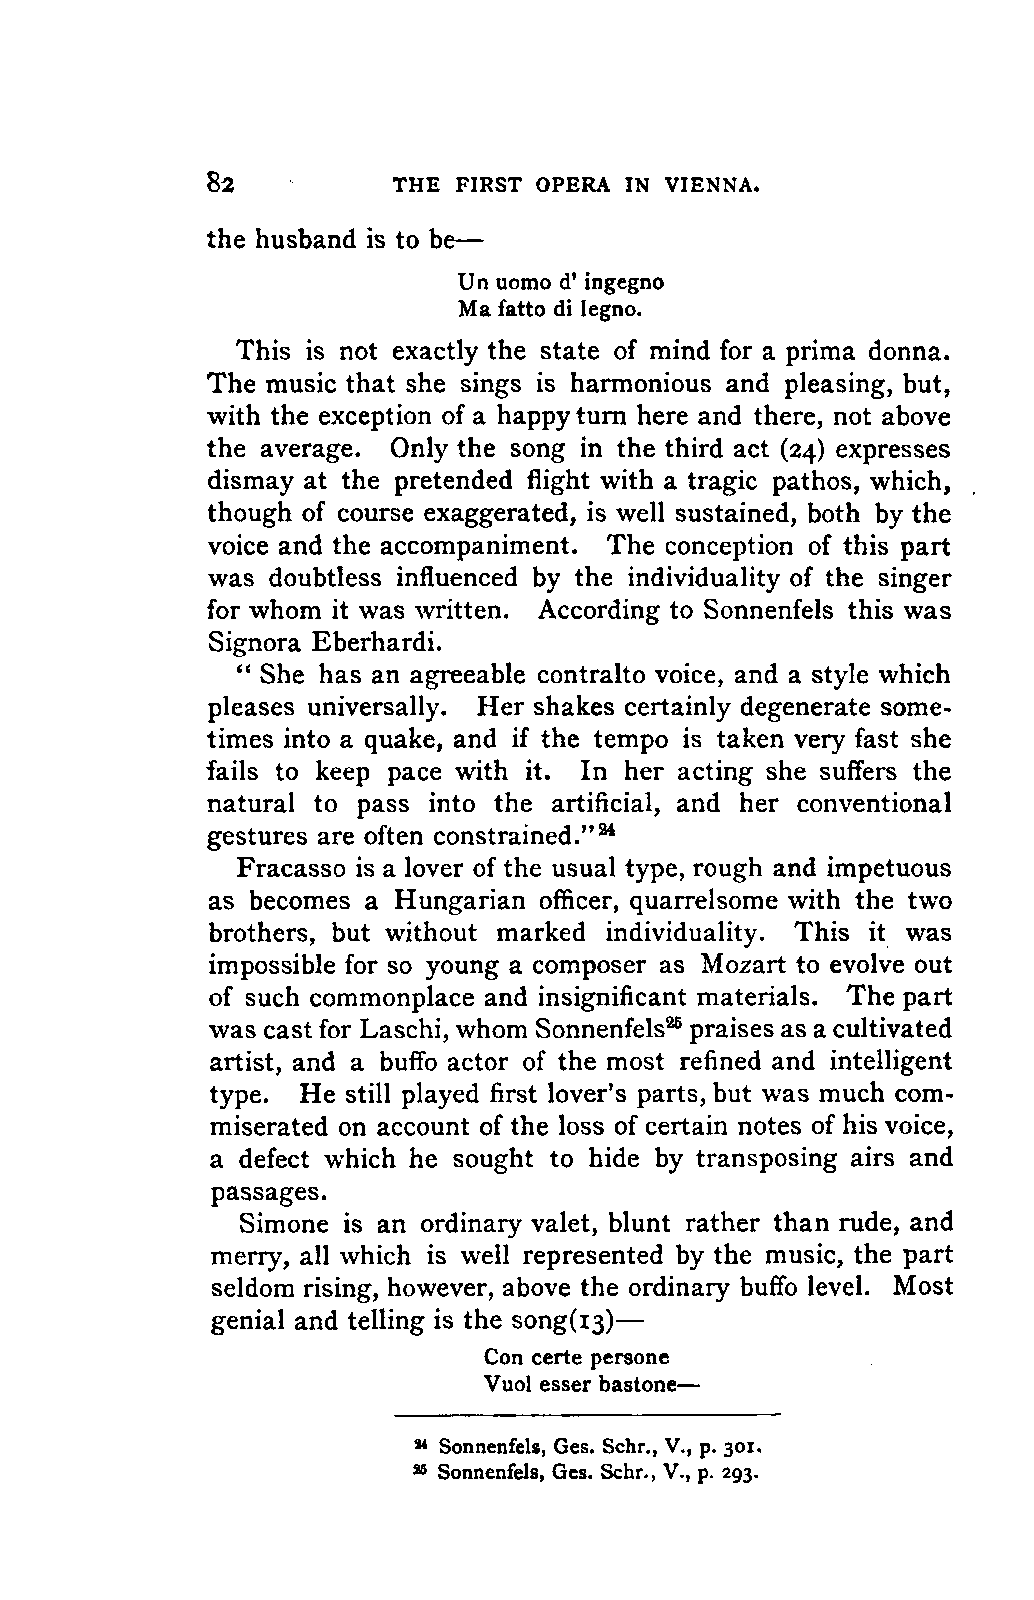 82 THE FIRST OPERA IN VIENNA.
the husband is to be—
Un uomo d' ingegno
Ma fatto di legno.
This is not exactly the state of mind for a prima donna.
The music that she sings is harmonious and pleasing, but,
with the exception of a happy turn here and there, not above
the average. Only the song in the third act (24) expresses
dismay at the pretended flight with a tragic pathos, which,
though of course exaggerated, is well sustained, both by the
voice and the accompaniment. The conception of this part
was doubtless influenced by the individuality of the singer
for whom it was written. According to Sonnenfels this was
Signora Eberhardi.
“ She has an agreeable contralto voice, and a style which
pleases universally. Her shakes certainly degenerate some-
times into a quake, and if the tempo is taken very fast she
fails to keep pace with it. In her acting she suffers the
natural to pass into the artificial, and her conventional
gestures are often constrained.”²⁴
Fracasso is a lover of the usual type, rough and impetuous
as becomes a Hungarian officer, quarrelsome with the two
brothers, but without marked individuality. This it was
impossible for so young a composer as Mozart to evolve out
of such commonplace and insignificant materials. The part
was cast for Laschi, whom Sonnenfels²⁵ praises as a cultivated
artist, and a buffo actor of the most refined and intelligent
type. He still played first lover's parts, but was much com-
miserated on account of the loss of certain notes of his voice,
a defect which he sought to hide by transposing airs and
passages.
Simone is an ordinary valet, blunt rather than rude, and
merry, all which is well represented by the music, the part
seldom rising, however, above the ordinary buffo level. Most
genial and telling is the song(13)—
Con certe persone
Vuol esser bastone—
²⁴ Sonnenfels, Ges. Schr., V., p. 301.
²⁵ Sonnenfels, Ges. Schr., V., p. 293.